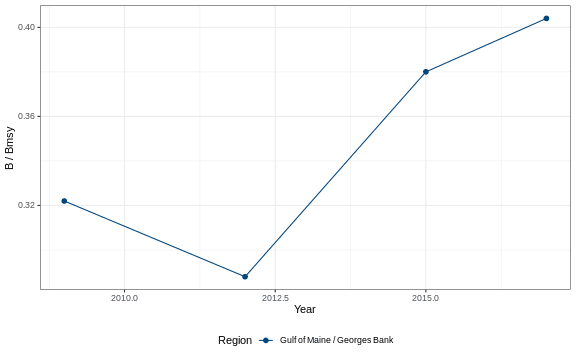 0.40
0.36
0.32
B / Bmsy
2010.0 2012.5 2015.0
Year
Region Gulf of Maine / Georges Bank